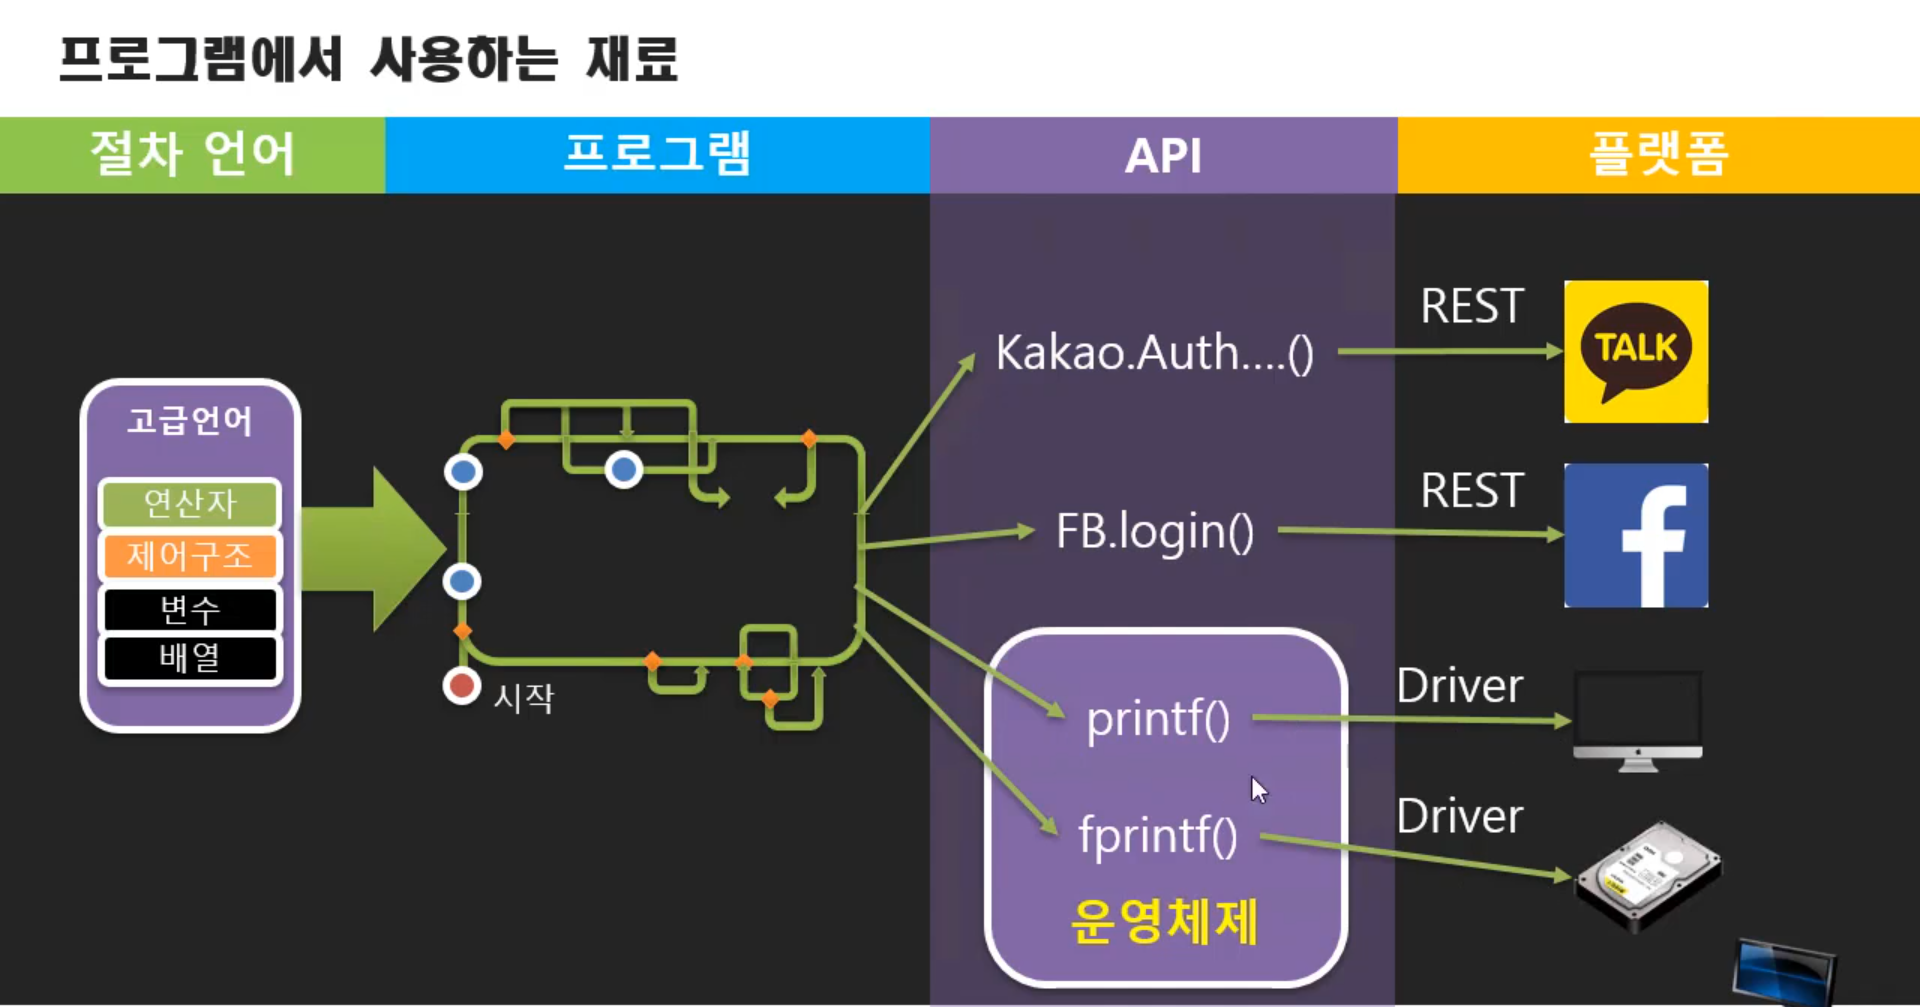 프로그램에서 사용하는 재료
절차 언어
프로그램
API
플랫폼
고급언어
연산자
제어구조
변수
배열
시작
Kakao.Auth....()
REST
TALK
FB.login()
REST
f
printf()
Driver
fprintf()
Driver
운영체제